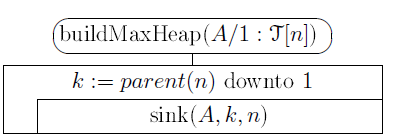 buildMaxHeap(A/1 : 𝒯[n])
k := parent(n) downto 1
sink(A, k, n)